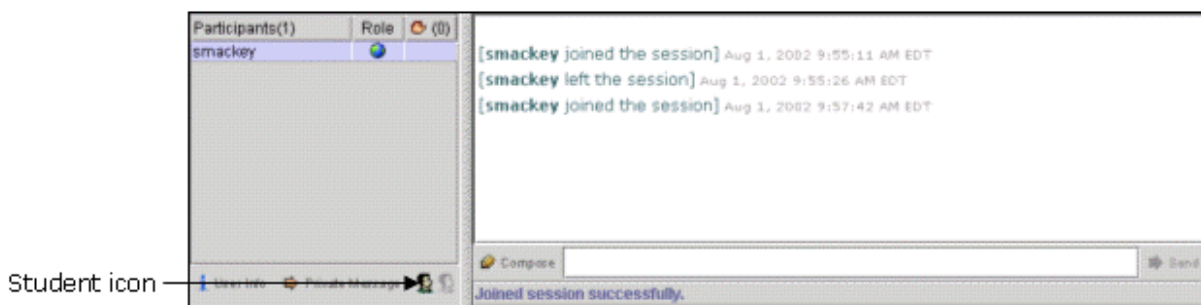 Participants(1) Role (0)
smackey
[smackey joined the session] Aug 1, 2002 9:55:11 AM EDT
[smackey left the session] Aug 1, 2002 9:55:26 AM EDT
[smackey joined the session] Aug 1, 2002 9:57:42 AM EDT
Compose Send
Student icon User Info Private Message
Joined session successfully.